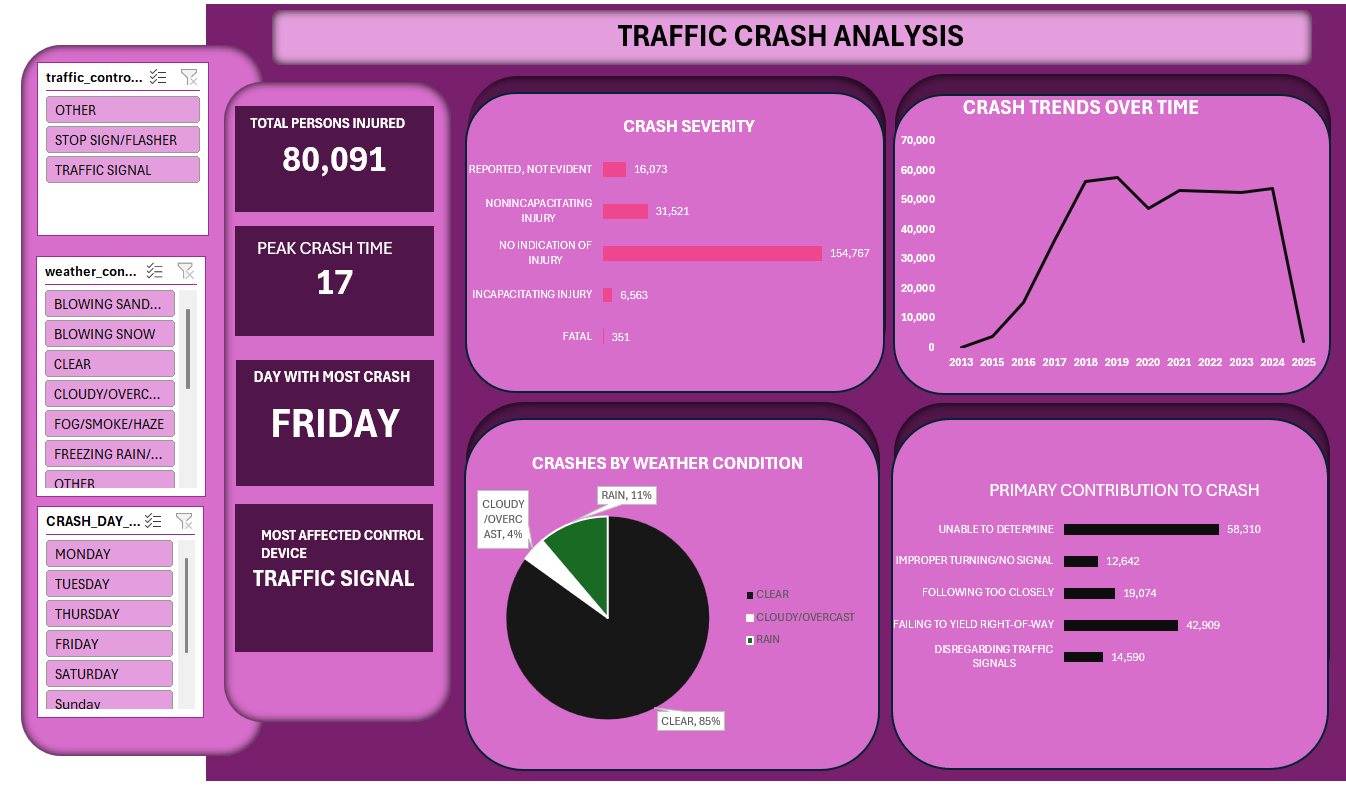 TRAFFIC CRASH ANALYSIS
traffic_contro...
OTHER
STOP SIGN/FLASHER
TRAFFIC SIGNAL
weather_con...
BLOWING SAND...
BLOWING SNOW
CLEAR
CLOUDY/OVERC...
FOG/SMOKE/HAZE
FREEZING RAIN/...
OTHER
CRASH_DAY_...
MONDAY
TUESDAY
THURSDAY
FRIDAY
SATURDAY
Sunday
TOTAL PERSONS INJURED
80,091
PEAK CRASH TIME
17
DAY WITH MOST CRASH
FRIDAY
MOST AFFECTED CONTROL
DEVICE
TRAFFIC SIGNAL
CRASH SEVERITY
REPORTED, NOT EVIDENT
16,073
NONINCAPACITATING
INJURY
31,521
NO INDICATION OF
INJURY
154,767
INCAPACITATING INJURY
6,563
FATAL
351
CRASH TRENDS OVER TIME
70,000
60,000
50,000
40,000
30,000
20,000
10,000
0
2013 2015 2016 2017 2018 2019 2020 2021 2022 2023 2024 2025
CRASHES BY WEATHER CONDITION
RAIN, 11%
CLOUDY
/OVERC
AST, 4%
CLEAR, 85%
CLEAR
CLOUDY/OVERCAST
RAIN
PRIMARY CONTRIBUTION TO CRASH
UNABLE TO DETERMINE
58,310
IMPROPER TURNING/NO SIGNAL
12,642
FOLLOWING TOO CLOSELY
19,074
FAILING TO YIELD RIGHT-OF-WAY
42,909
DISREGARDING TRAFFIC
SIGNALS
14,590